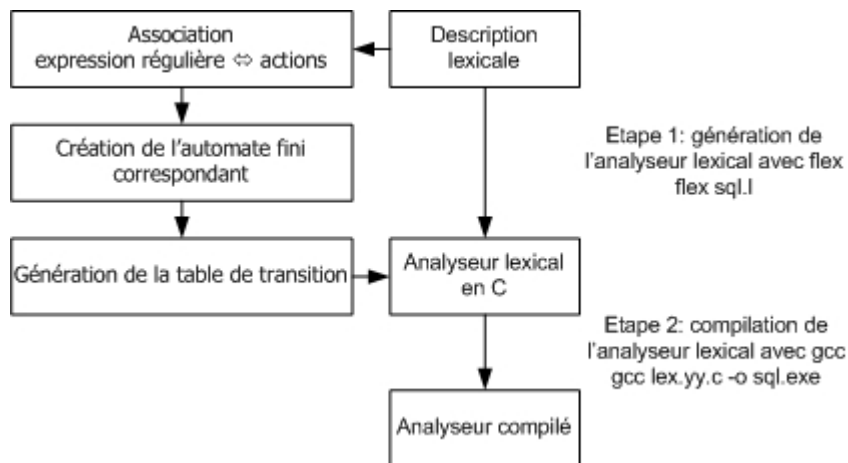 Association
expression régulière ⇔ actions
Description
lexicale
Création de l'automate fini
correspondant
Etape 1: génération de
l'analyseur lexical avec flex
flex sql.l
Génération de la table de transition
Analyseur lexical
en C
Etape 2: compilation de
l'analyseur lexical avec gcc
gcc lex.yy.c -o sql.exe
Analyseur compilé